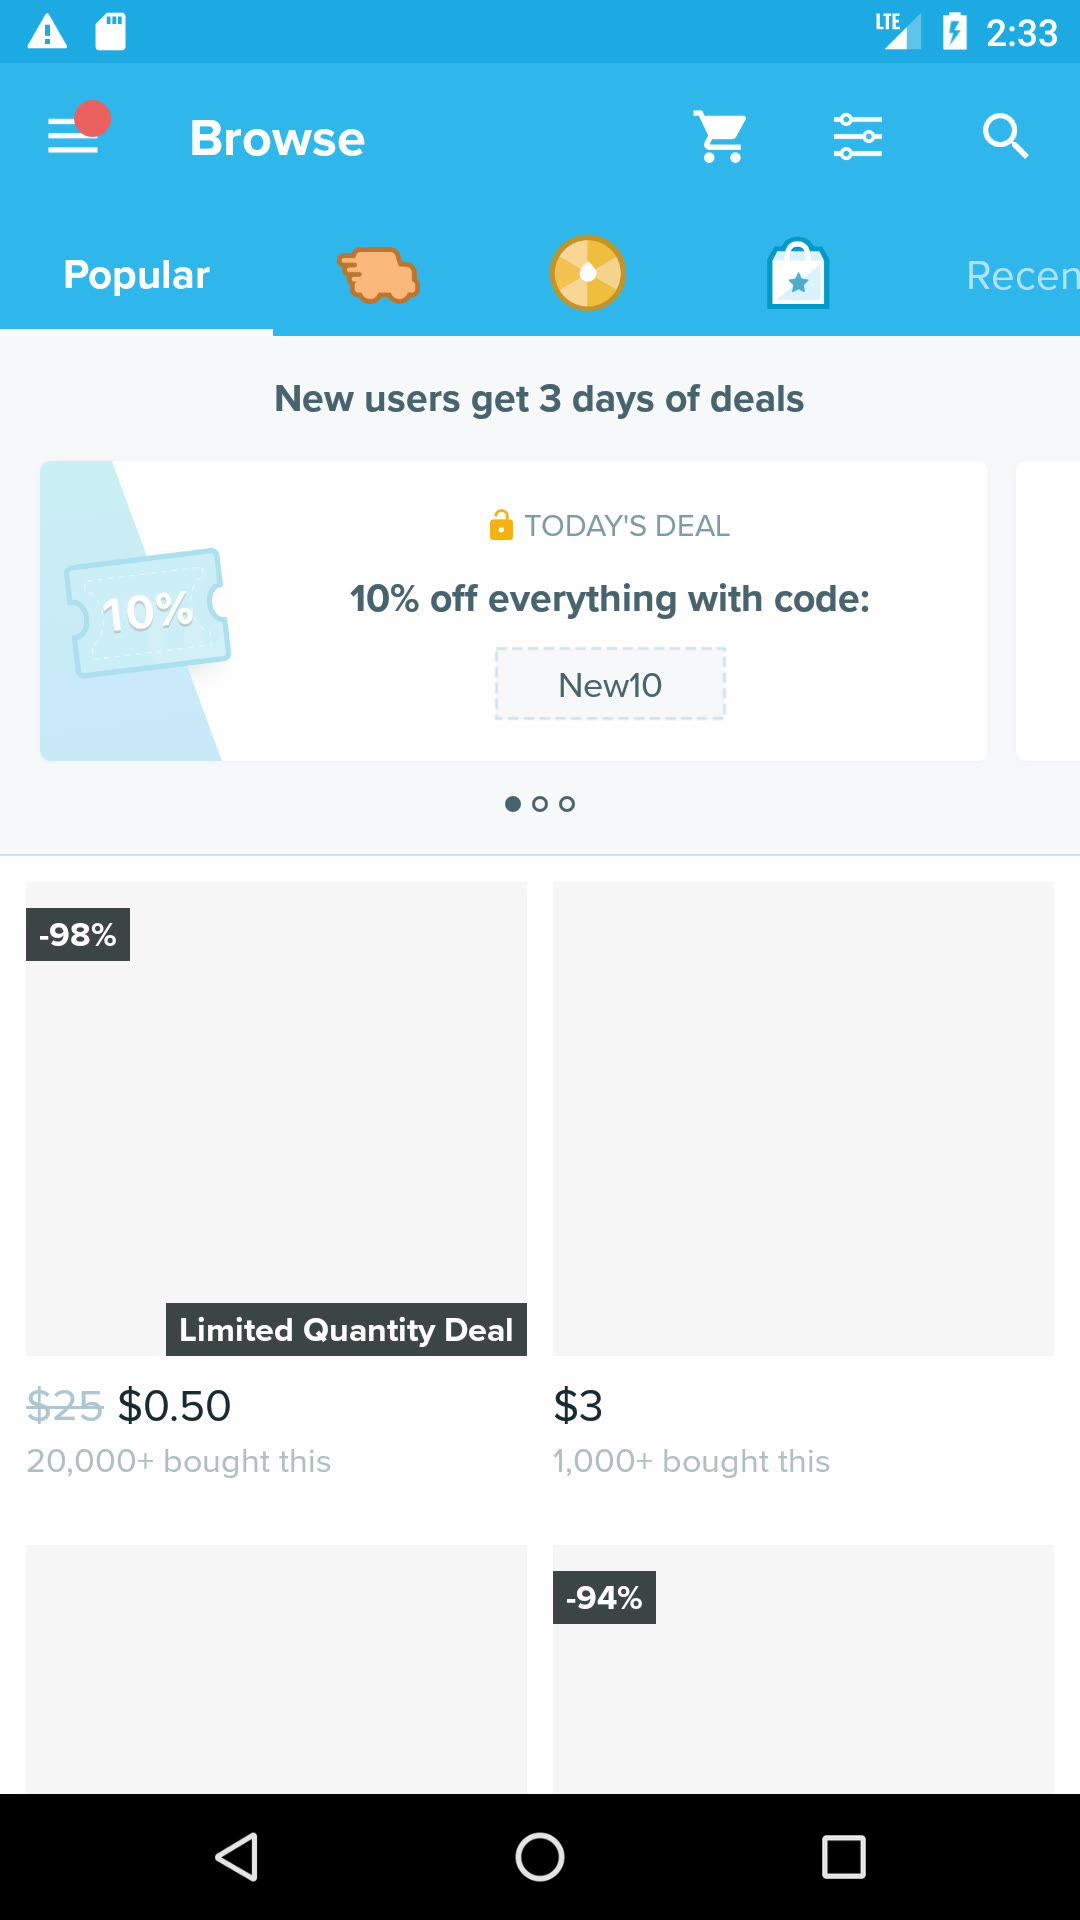 LTE 2:33
Browse
Popular
Recen
New users get 3 days of deals
TODAY'S DEAL
10%
10% off everything with code:
New10
-98%
Limited Quantity Deal
$25 $0.50
$3
20,000+ bought this
1,000+ bought this
-94%